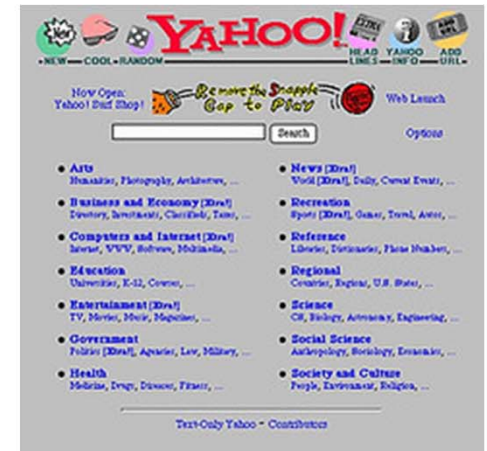 New! EXTRA! i ADD URL
YAHOO!
-NEW-COOL-RANDOM- HEAD LINES- YAHOO -INFO- ADD URL-
Now Open:
Yahoo! Surf Shop!
Remove the Snapple
Cap to Play
Web Launch
Search
Options
• Arts
Humanities, Photography, Architecture, ...
• Business and Economy [Xtra!]
Directory, Investments, Classifieds, Taxes, ...
• Computers and Internet [Xtra!]
Internet, WWW, Software, Multimedia, ...
• Education
Universities, K-12, Courses, ...
• Entertainment [Xtra!]
TV, Movies, Music, Magazines, ...
• Government
Politics [Xtra!], Agencies, Law, Military, ...
• Health
Medicine, Drugs, Diseases, Fitness, ...
• News [Xtra!]
World [Xtra!], Daily, Current Events, ...
• Recreation
Sports [Xtra!], Games, Travel, Autos, ...
• Reference
Libraries, Dictionaries, Phone Numbers, ...
• Regional
Countries, Regions, U.S. States, ...
• Science
CS, Biology, Astronomy, Engineering, ...
• Social Science
Anthropology, Sociology, Economics, ...
• Society and Culture
People, Environment, Religion, ...
Text-Only Yahoo - Contributors